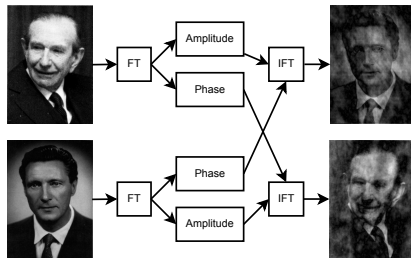 Amplitude
FT
IFT
Phase
Phase
FT
IFT
Amplitude